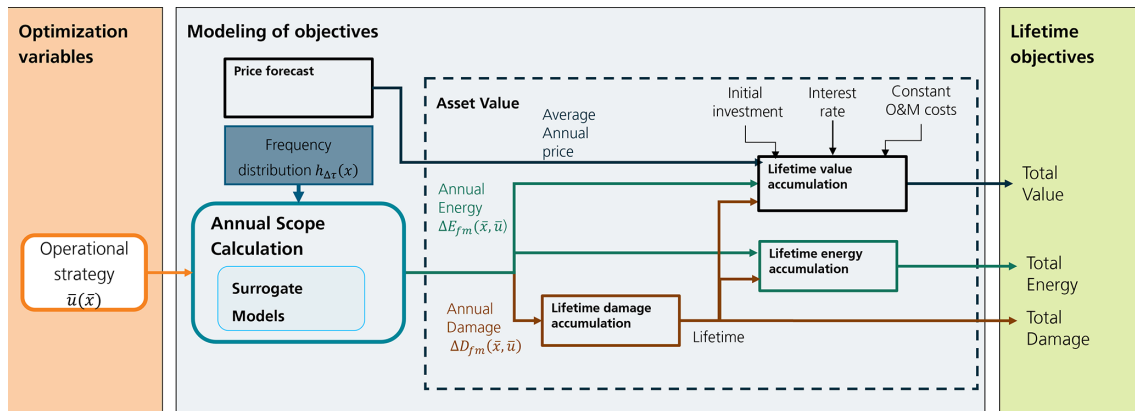 Optimization
variables
Operational
strategy
ū(x̄)
Modeling of objectives
Price forecast
Frequency
distribution h_{Δτ}(x)
Annual Scope
Calculation
Surrogate
Models
Asset Value
Average
Annual
price
Initial
investment
Interest
rate
Constant
O&M costs
Annual
Energy
ΔE_{fm}(x̄, ū)
Annual
Damage
ΔD_{fm}(x̄, ū)
Lifetime value
accumulation
Lifetime energy
accumulation
Lifetime damage
accumulation
Lifetime
Lifetime
objectives
Total
Value
Total
Energy
Total
Damage